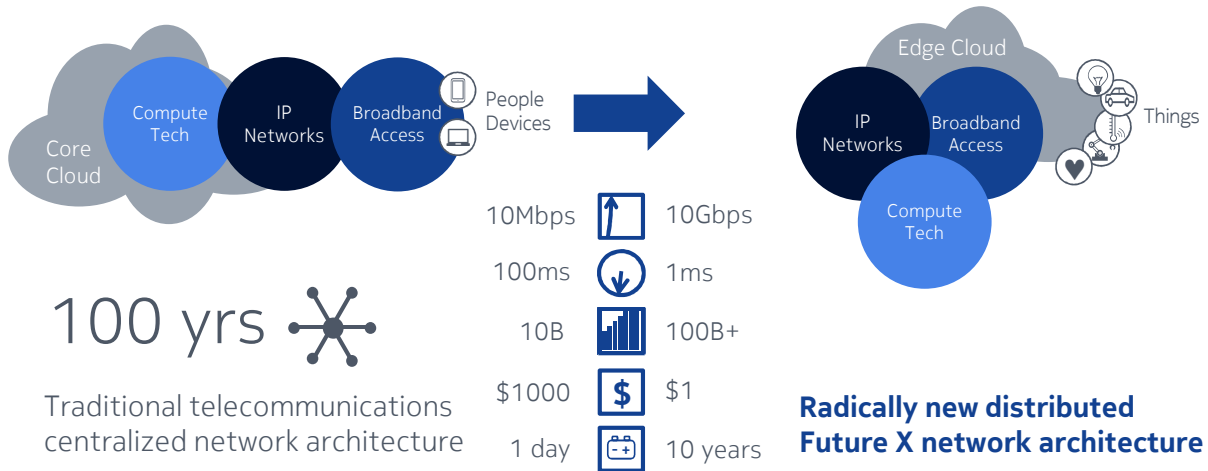 Core
Cloud
Compute
Tech
IP
Networks
Broadband
Access
People
Devices
Edge Cloud
IP
Networks
Broadband
Access
Compute
Tech
Things
10Mbps 10Gbps
100ms 1ms
10B 100B+
$1000 $ $1
1 day - + 10 years
100 yrs
Traditional telecommunications
centralized network architecture
Radically new distributed
Future X network architecture